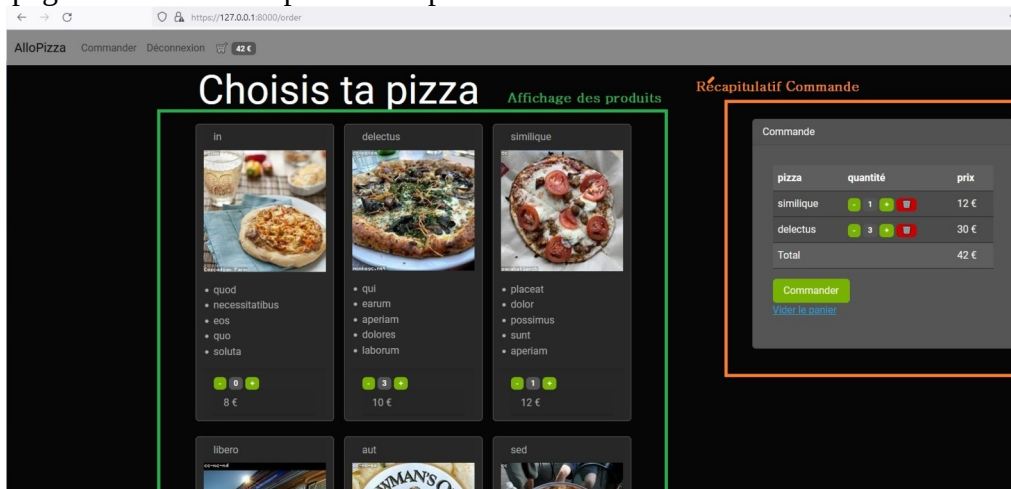 https://127.0.0.1:8000/order
AlloPizza Commander Déconnexion 42 €
Choisis ta pizza
Affichage des produits
Récapitulatif Commande
in
delectus
similique
• quod
• necessitatibus
• eos
• quo
• soluta
- 0 +
8 €
• qui
• earum
• aperiam
• dolores
• laborum
- 3 +
10 €
• placeat
• dolor
• possimus
• sunt
• aperiam
- 1 +
12 €
libero
aut
sed
cc-nc-nd
Commande
pizza quantité prix
similique - 1 + 12 €
delectus - 3 + 30 €
Total 42 €
Commander
Vider le panier